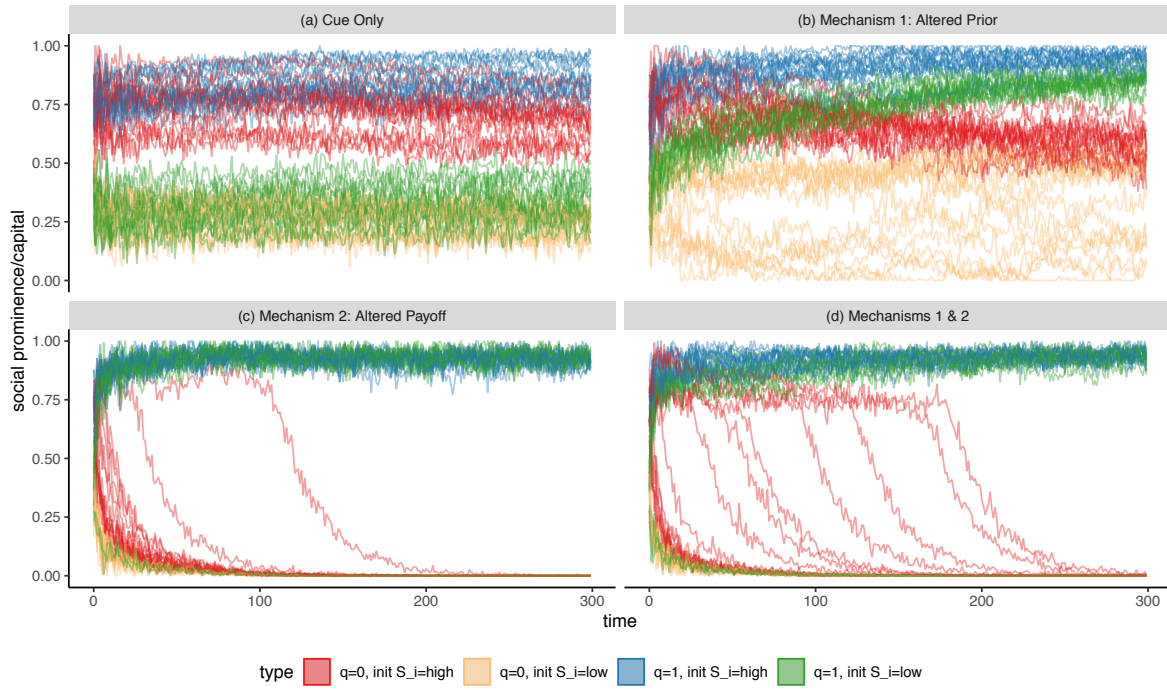 (a) Cue Only
(b) Mechanism 1: Altered Prior
1.00
0.75
0.50
0.25
0.00
(c) Mechanism 2: Altered Payoff
(d) Mechanisms 1 & 2
1.00
0.75
0.50
0.25
0.00
social prominence/capital
0 100 200 300 0 100 200 300
time
type q=0, init S_i=high q=0, init S_i=low q=1, init S_i=high q=1, init S_i=low